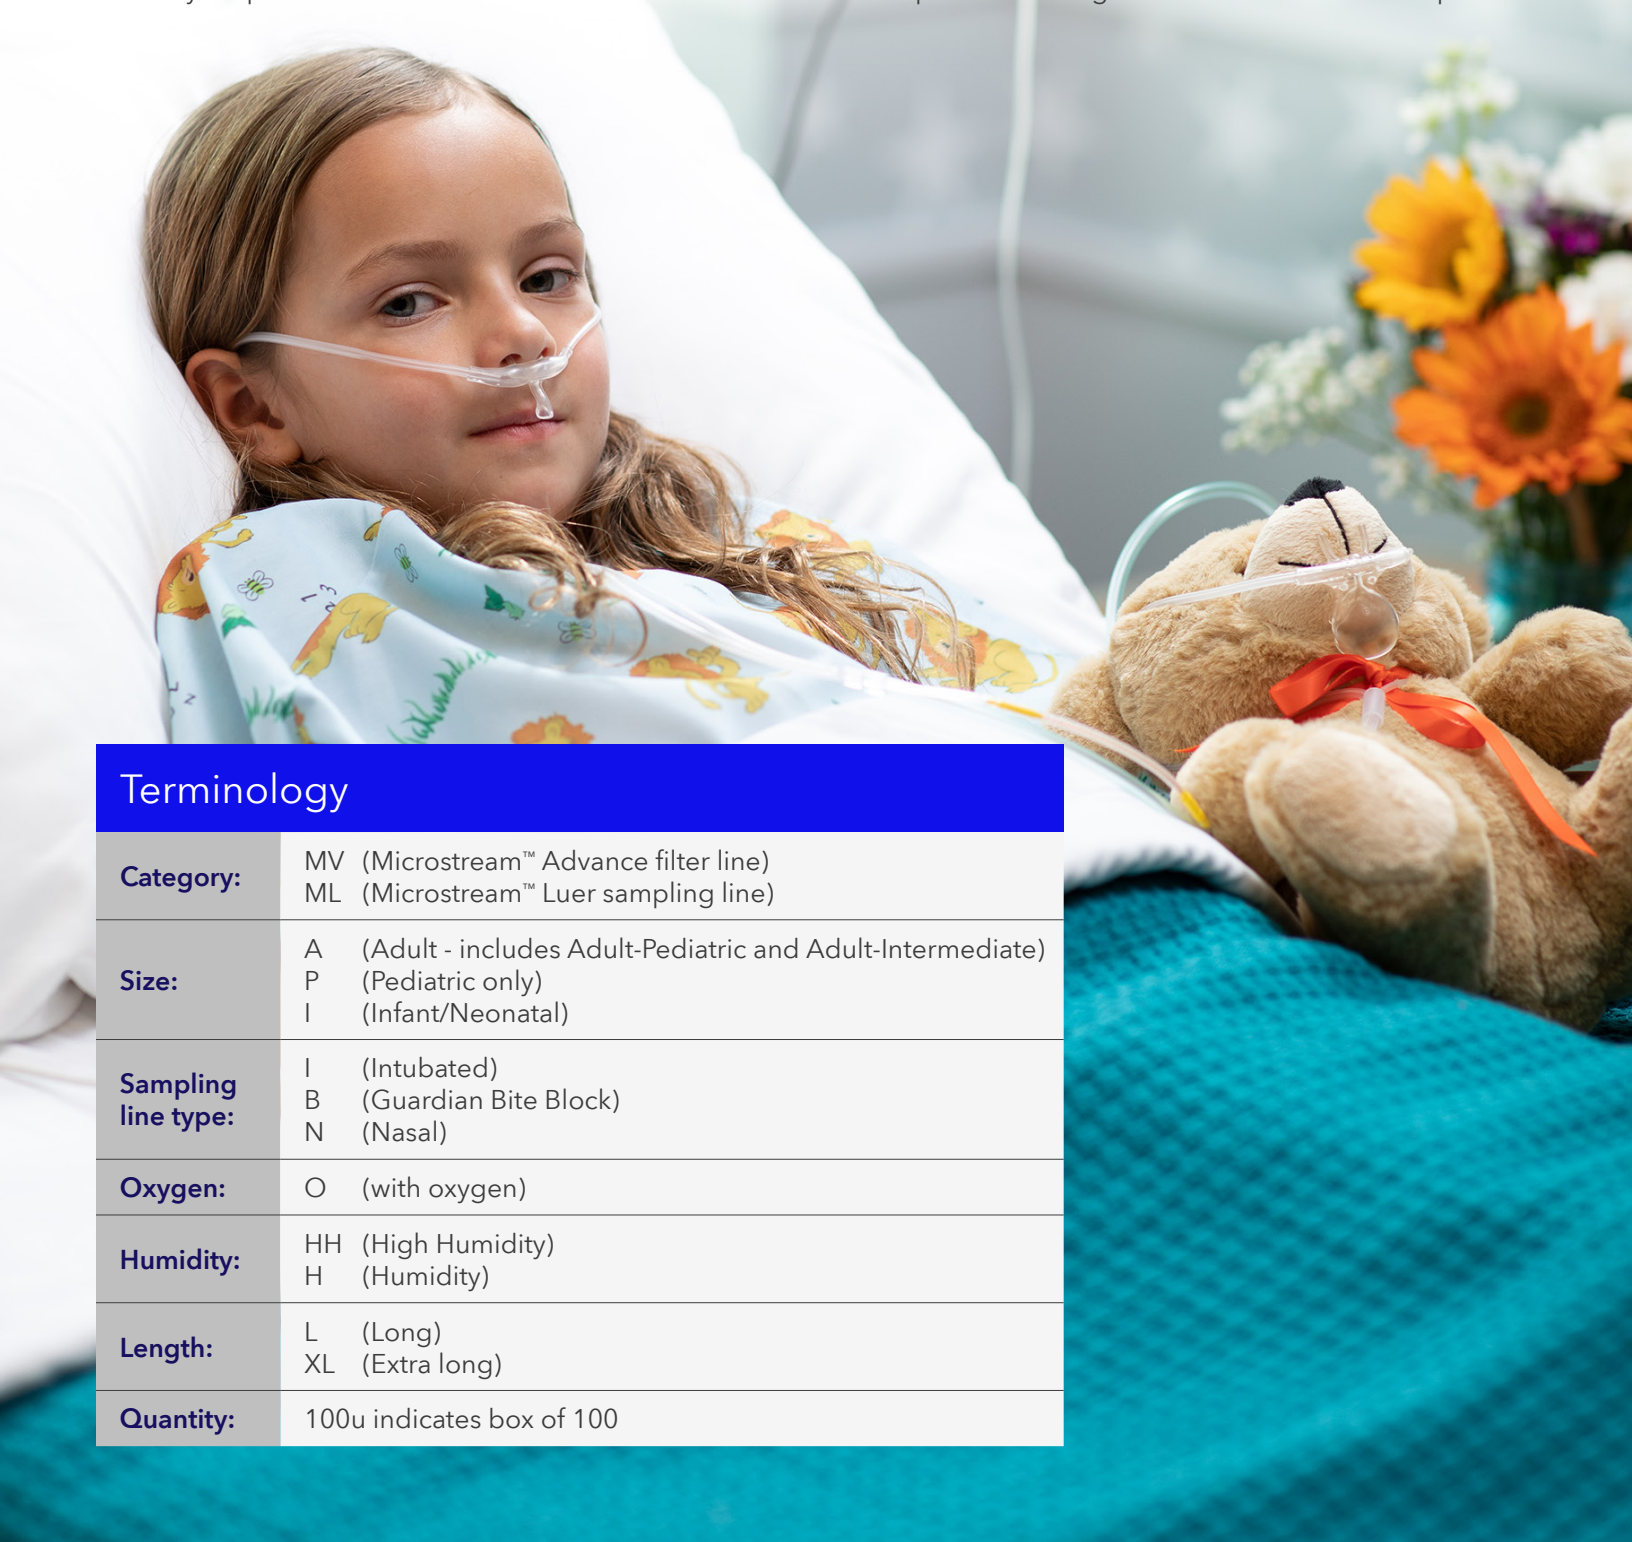 Terminology
Category:
MV (Microstream™ Advance filter line)
ML (Microstream™ Luer sampling line)
Size:
A (Adult - includes Adult-Pediatric and Adult-Intermediate)
P (Pediatric only)
I (Infant/Neonatal)
Sampling
line type:
I (Intubated)
B (Guardian Bite Block)
N (Nasal)
Oxygen:
O (with oxygen)
Humidity:
HH (High Humidity)
H (Humidity)
Length:
L (Long)
XL (Extra long)
Quantity:
100u indicates box of 100